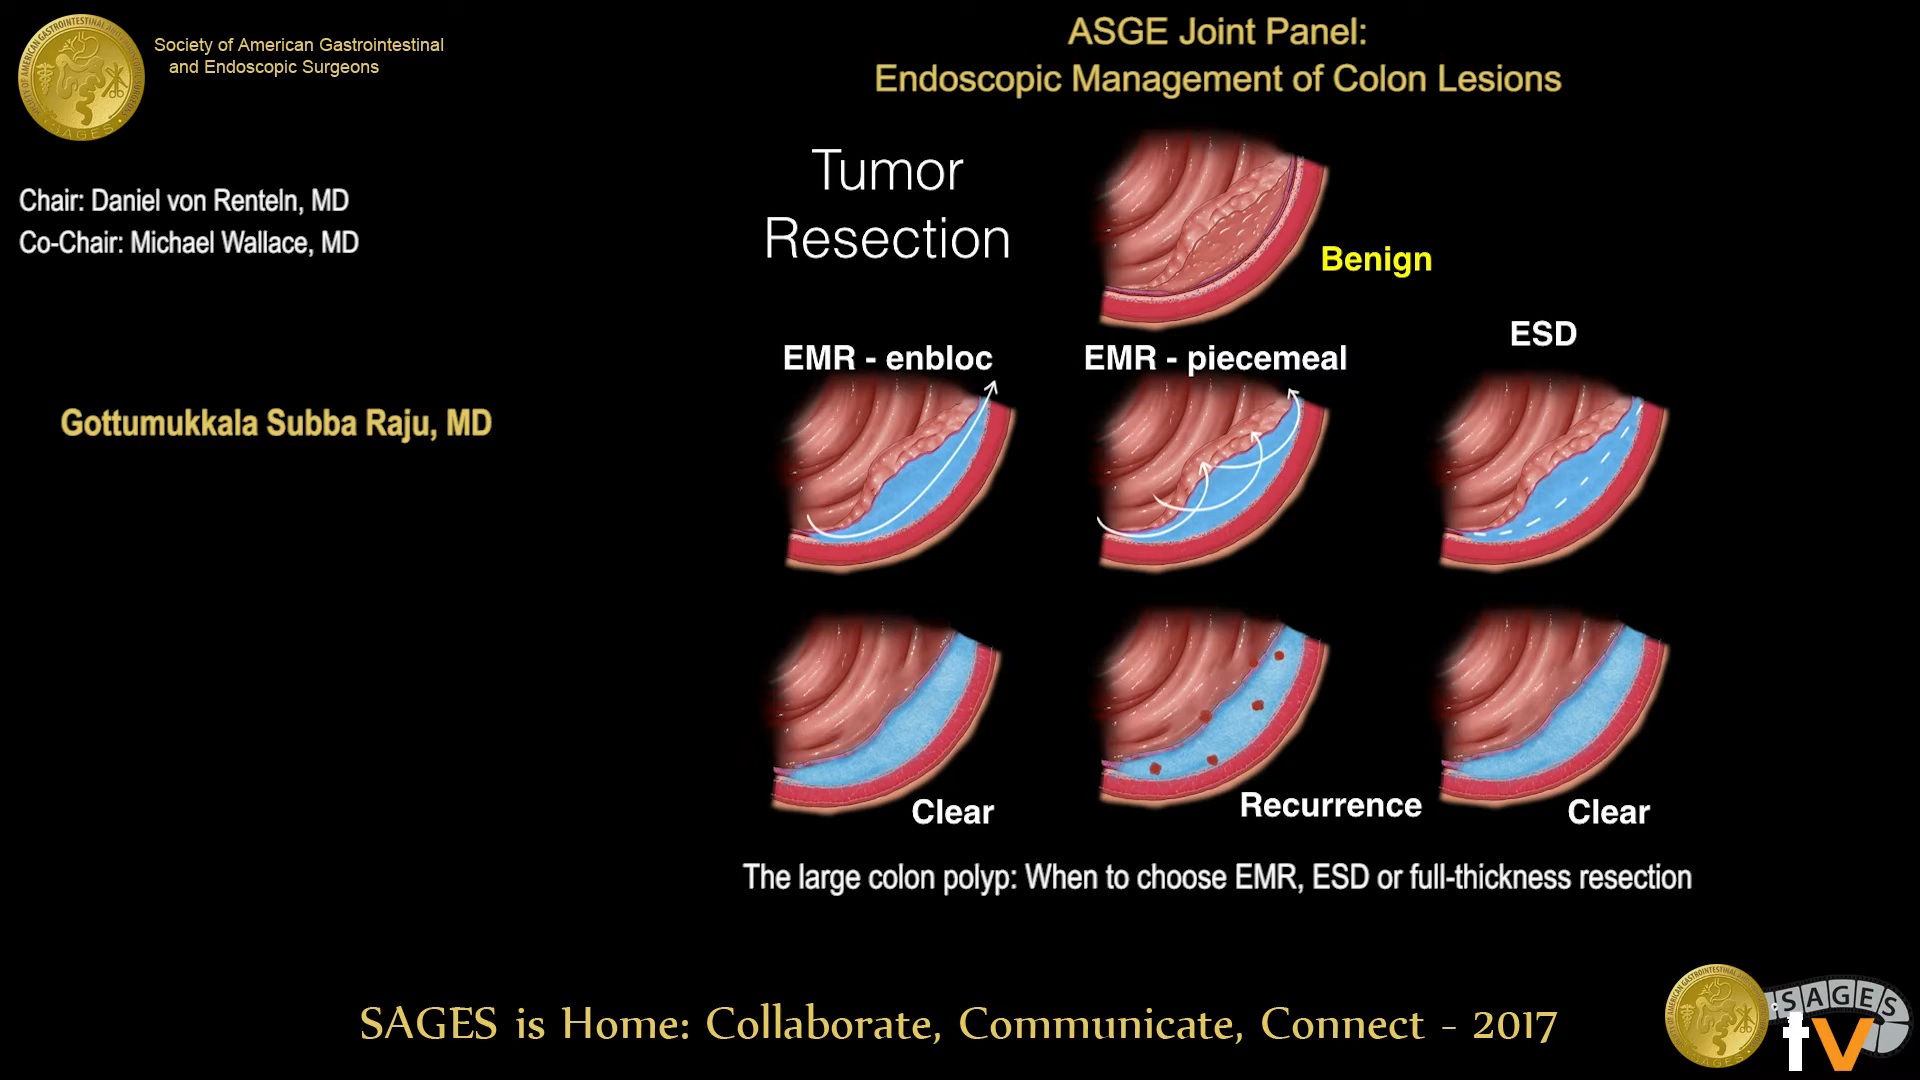 Society of American Gastrointestinal
and Endoscopic Surgeons
ASGE Joint Panel:
Endoscopic Management of Colon Lesions
Chair: Daniel von Renteln, MD
Co-Chair: Michael Wallace, MD
Gottumukkala Subba Raju, MD
Tumor
Resection
Benign
EMR - enbloc
EMR - piecemeal
ESD
Clear
Recurrence
Clear
The large colon polyp: When to choose EMR, ESD or full-thickness resection
SAGES is Home: Collaborate, Communicate, Connect - 2017
SAGES
tv